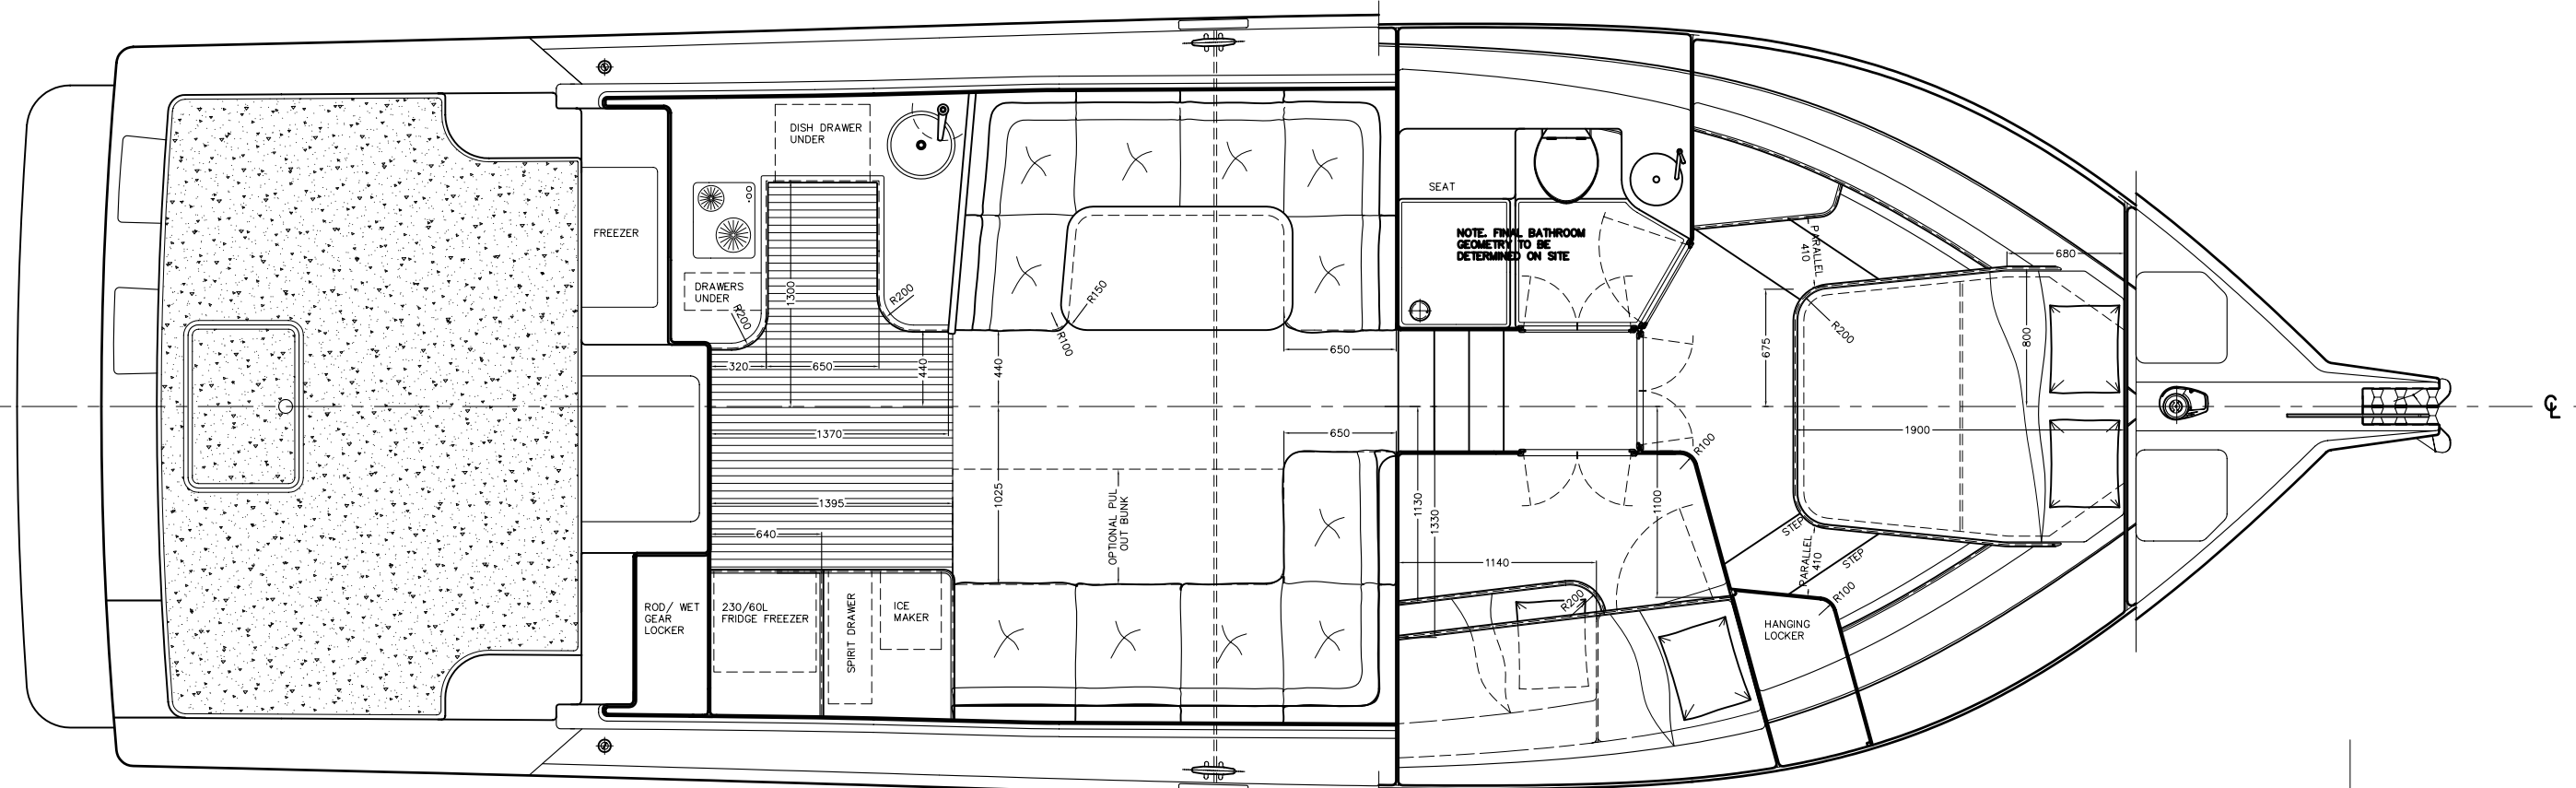 DISH DRAWER
UNDER
FREEZER
DRAWERS
UNDER
R200
1300
R200
320
650
440
440
R150
R100
650
SEAT
NOTE. FINAL BATHROOM
GEOMETRY TO BE
DETERMINED ON SITE
PARALLEL
410
680
R200
675
800
1370
650
1900
℄
1395
1025
OPTIONAL PUL
OUT BUNK
640
1130
1330
1100
R100
STEP
PARALLEL
410
STEP
1140
R200
R100
ROD/ WET
GEAR
LOCKER
230/60L
FRIDGE FREEZER
SPIRIT DRAWER
ICE
MAKER
HANGING
LOCKER